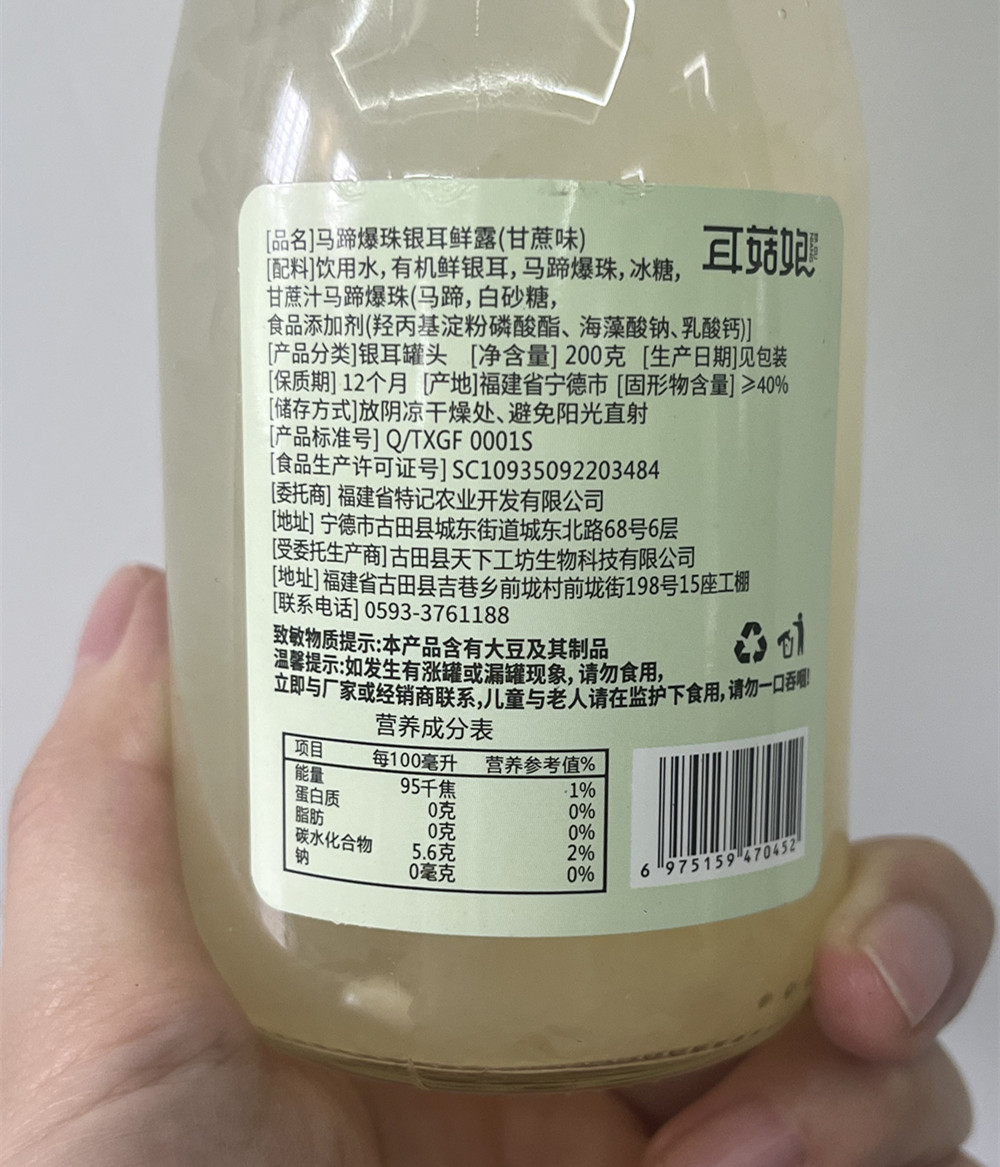 [品名]马蹄爆珠银耳鲜露(甘蔗味)
耳菇娘
[配料]饮用水,有机鲜银耳,马蹄爆珠,冰糖,
甘蔗汁马蹄爆珠(马蹄,白砂糖,
食品添加剂(羟丙基淀粉磷酸酯、海藻酸钠、乳酸钙)]
[产品分类]银耳罐头 [净含量] 200克 [生产日期]见包装
[保质期] 12个月 [产地]福建省宁德市 [固形物含量] ≥40%
[储存方式]放阴凉干燥处、避免阳光直射
[产品标准号] Q/TXGF 0001S
[食品生产许可证号] SC10935092203484
[委托商] 福建省特记农业开发有限公司
[地址] 宁德市古田县城东街道城东北路68号6层
[受委托生产商]古田县天下工坊生物科技有限公司
[地址]福建省古田县吉巷乡前垅村前垅街198号15座工棚
[联系电话] 0593-3761188
致敏物质提示:本产品含有大豆及其制品
温馨提示:如发生有涨罐或漏罐现象,请勿食用,
立即与厂家或经销商联系,儿童与老人请在监护下食用,请勿一口吞咽!
营养成分表
项目 每100毫升 营养参考值%
能量 95千焦 1%
蛋白质 0克 0%
脂肪 0克 0%
碳水化合物 5.6克 2%
钠 0毫克 0%
6 975159 470452